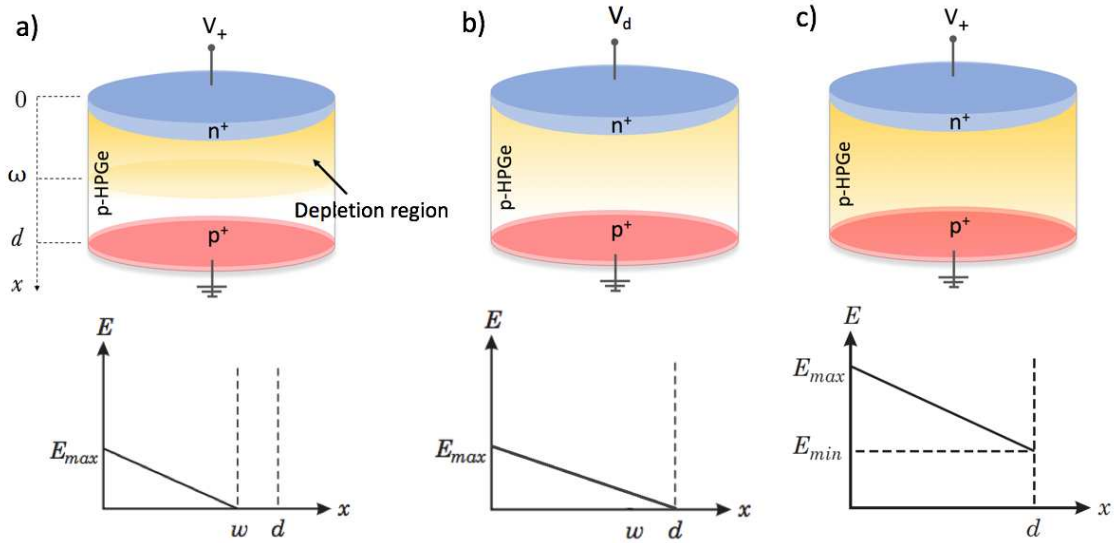 a)
V+
0
n+
p-HPGe
ω
Depletion region
d
p+
x
E
Emax
w
d
x
b)
Vd
n+
p-HPGe
p+
E
Emax
w
d
x
c)
V+
n+
p-HPGe
p+
E
Emax
Emin
d
x